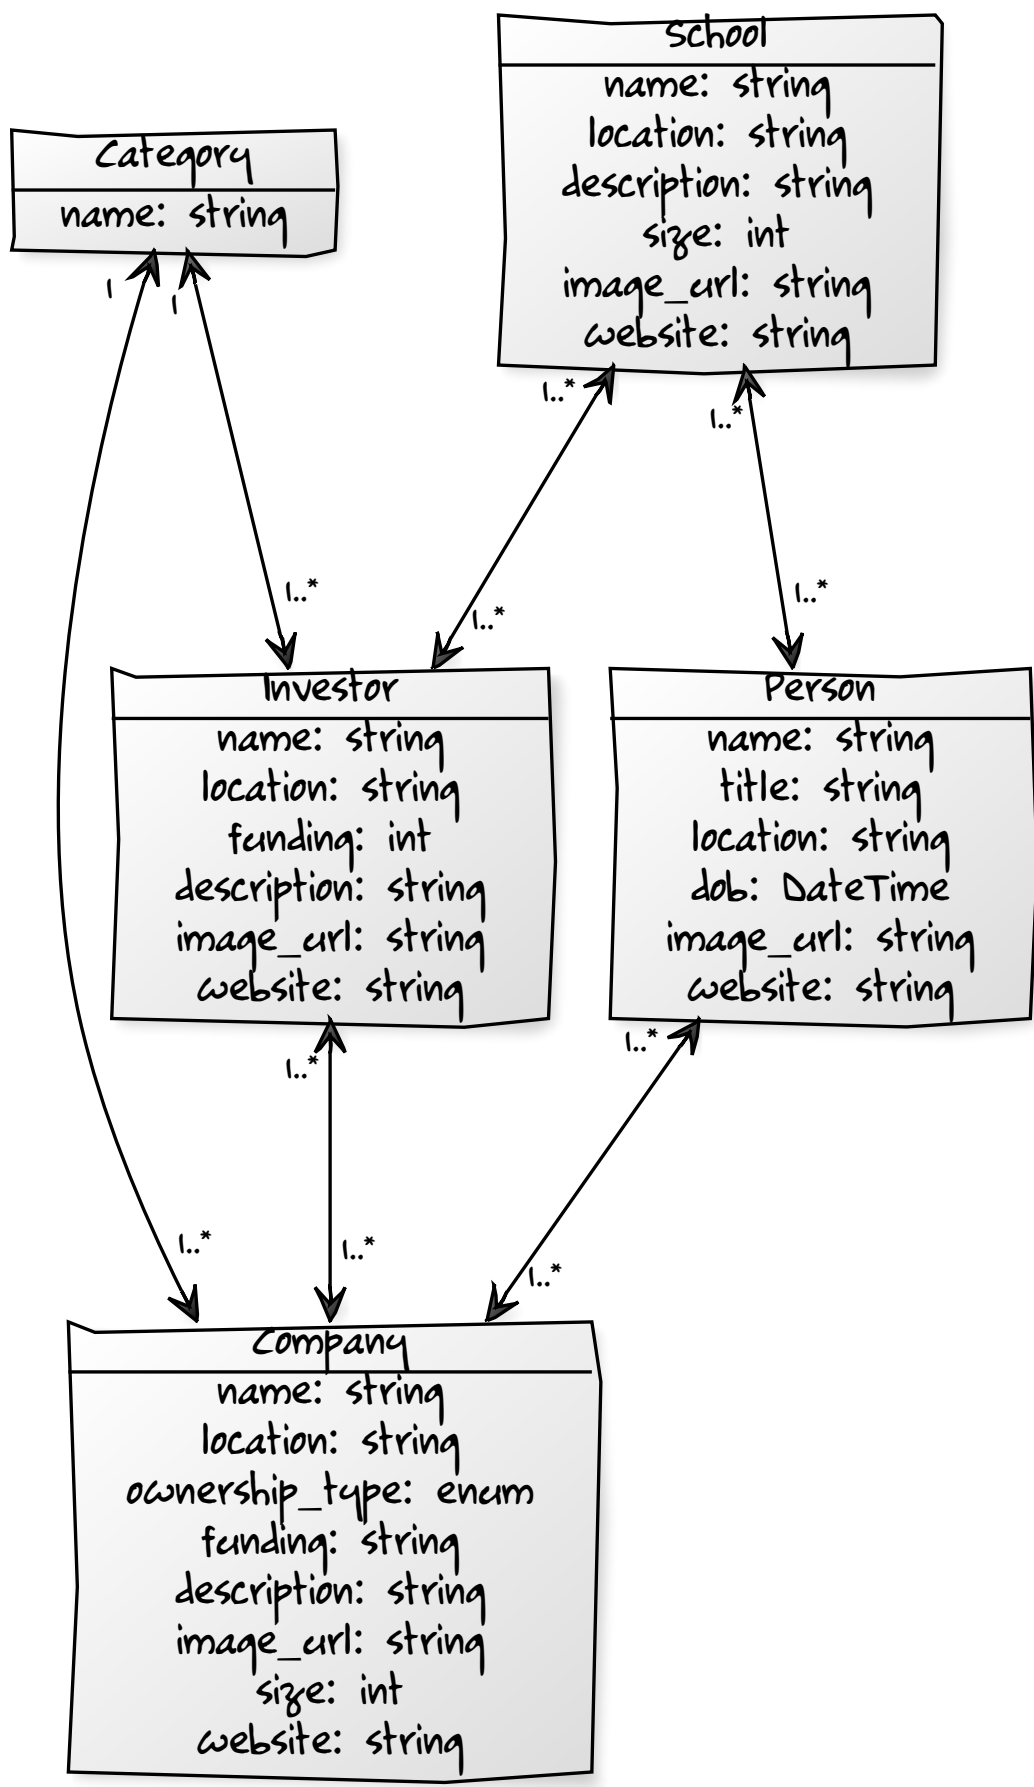 School
name: string
location: string
description: string
size: int
image_url: string
website: string
Category
name: string
1
1
1..*
1..*
1..*
1..*
1..*
Investor
name: string
location: string
funding: int
description: string
image_url: string
website: string
Person
name: string
title: string
location: string
dob: DateTime
image_url: string
website: string
1..*
1..*
1..*
1..*
1..*
Company
name: string
location: string
ownership_type: enum
funding: string
description: string
image_url: string
size: int
website: string